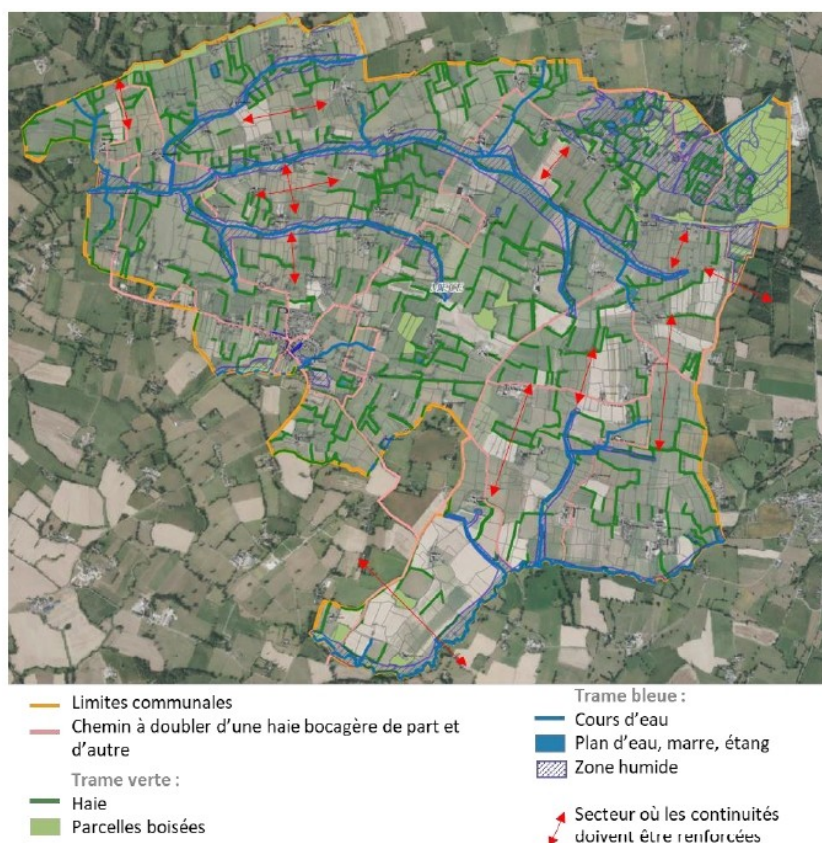 Limites communales
Chemin à doubler d'une haie bocagère de part et
d'autre
Trame verte :
Haie
Parcelles boisées
Trame bleue :
Cours d'eau
Plan d'eau, marre, étang
Zone humide
Secteur où les continuités
doivent être renforcées